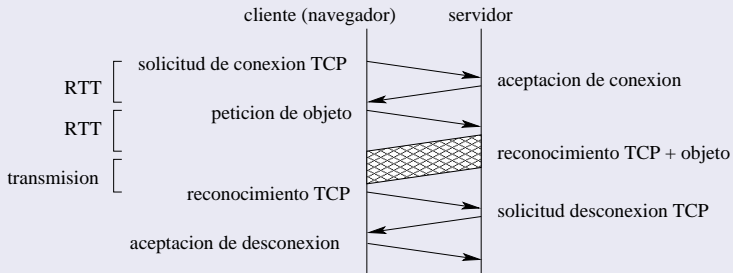 cliente (navegador)
servidor
solicitud de conexion TCP
aceptacion de conexion
RTT
peticion de objeto
RTT
reconocimiento TCP + objeto
transmision
reconocimiento TCP
solicitud desconexion TCP
aceptacion de desconexion